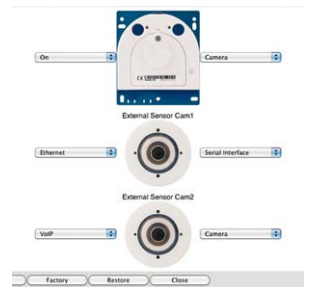 On
Camera
External Sensor Cam1
Ethernet
Serial Interface
External Sensor Cam2
VoIP
Camera
Factory
Restore
Close